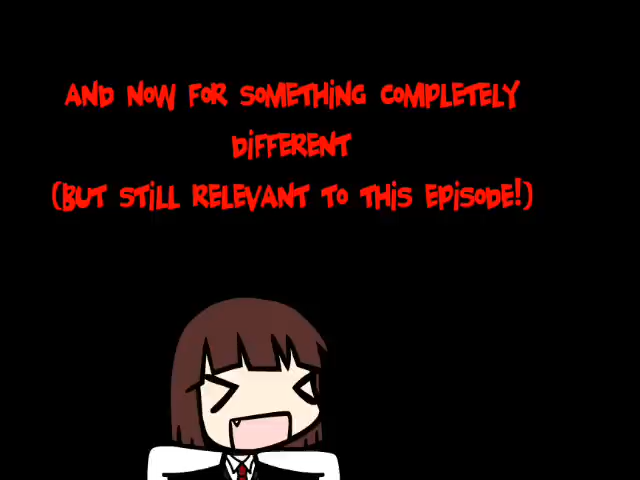 AND NOW FOR SOMETHING COMPLETELY
DIFFERENT
(BUT STILL RELEVANT TO THIS EPISODE!)